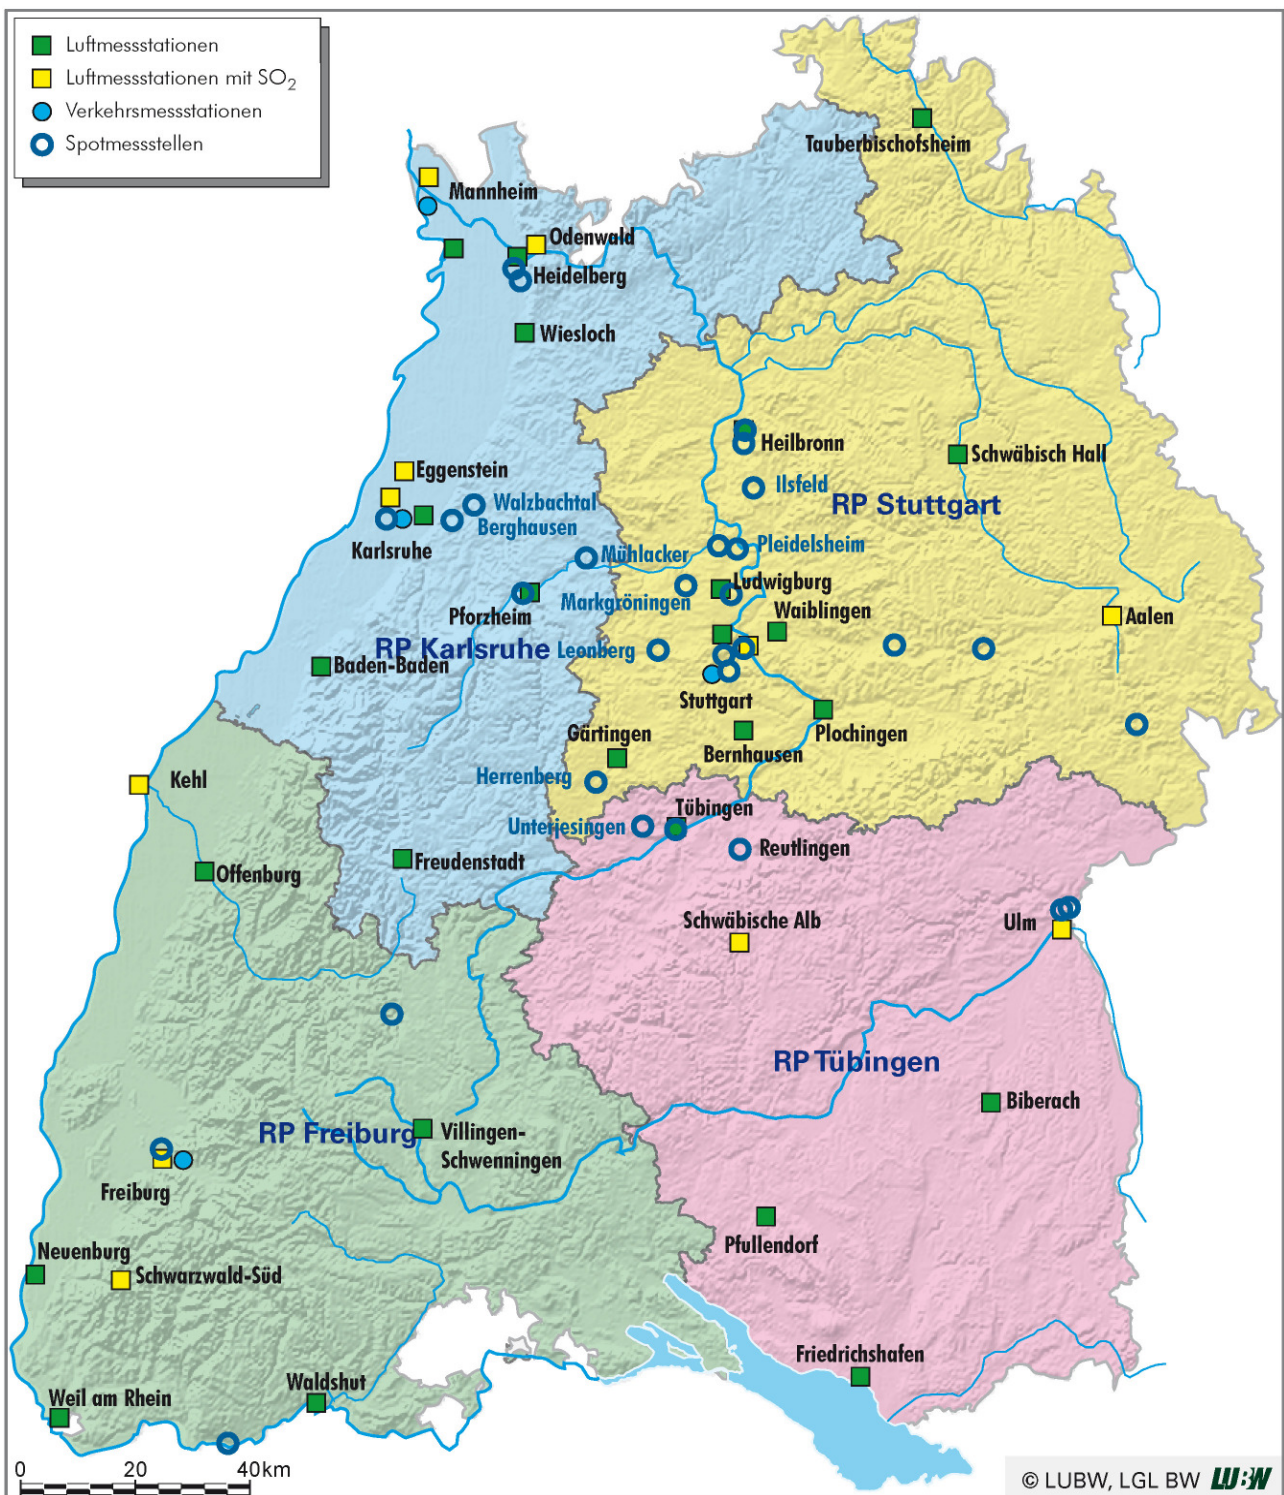 Luftmessstationen
Luftmessstationen mit SO2
Verkehrsmessstationen
Spotmessstellen
Tauberbischofsheim
Mannheim
Odenwald
Heidelberg
Wiesloch
Heilbronn
Schwäbisch Hall
Eggenstein
Ilsfeld
RP Stuttgart
Walzbachtal
Berghausen
Karlsruhe
Pleidelsheim
Mühlacker
Ludwigburg
Markgröningen
Waiblingen
Pforzheim
Aalen
RP Karlsruhe
Leonberg
Baden-Baden
Stuttgart
Gärtingen
Bernhausen
Plochingen
Herrenberg
Kehl
Tübingen
Unterjesingen
Reutlingen
Freudenstadt
Offenburg
Schwäbische Alb
Ulm
RP Tübingen
Biberach
RP Freiburg
Villingen-
Schwenningen
Freiburg
Pfullendorf
Neuenburg
Schwarzwald-Süd
Friedrichshafen
Waldshut
Weil am Rhein
0 20 40km
© LUBW, LGL BW LUBW